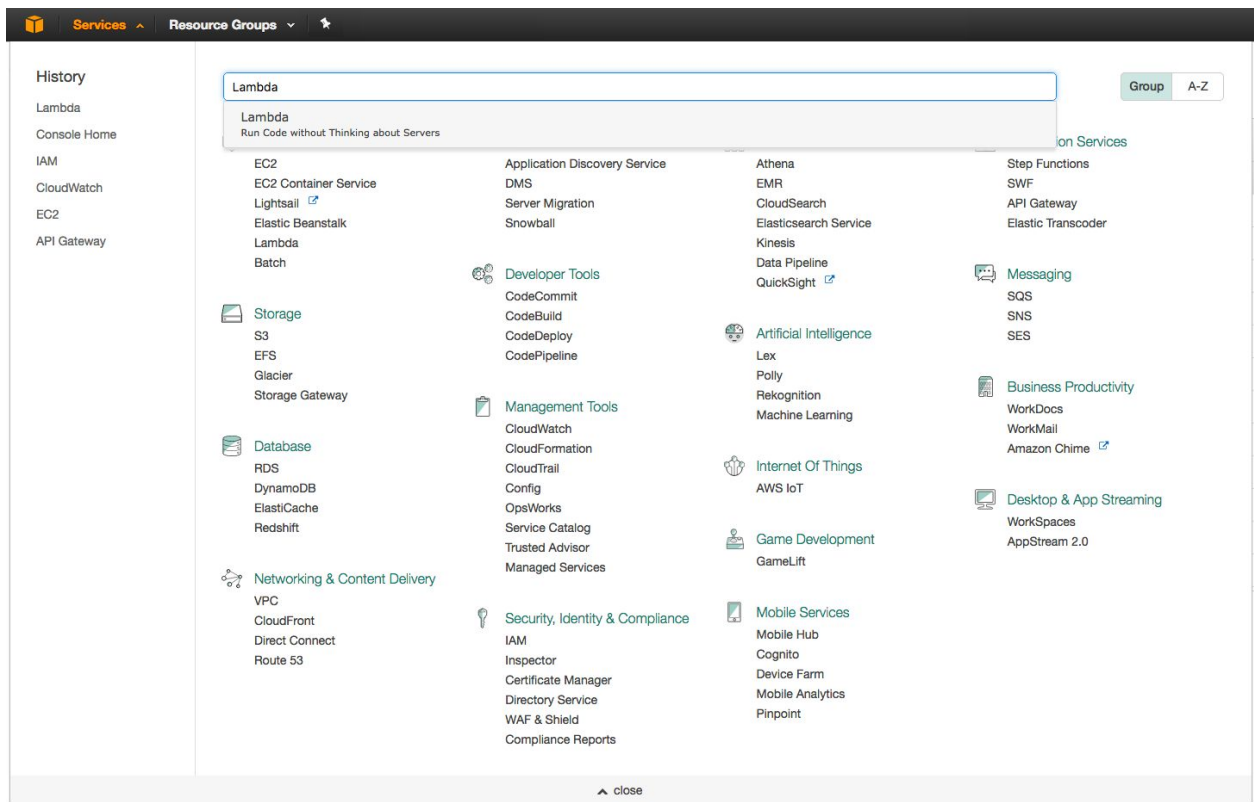 Services
Resource Groups
History
Lambda
Console Home
IAM
CloudWatch
EC2
API Gateway
Lambda
Group
A-Z
Lambda
Run Code without Thinking about Servers
EC2
EC2 Container Service
Lightsail
Elastic Beanstalk
Lambda
Batch
Storage
S3
EFS
Glacier
Storage Gateway
Database
RDS
DynamoDB
ElastiCache
Redshift
Networking & Content Delivery
VPC
CloudFront
Direct Connect
Route 53
Application Discovery Service
DMS
Server Migration
Snowball
Developer Tools
CodeCommit
CodeBuild
CodeDeploy
CodePipeline
Management Tools
CloudWatch
CloudFormation
CloudTrail
Config
OpsWorks
Service Catalog
Trusted Advisor
Managed Services
Security, Identity & Compliance
IAM
Inspector
Certificate Manager
Directory Service
WAF & Shield
Compliance Reports
Athena
EMR
CloudSearch
Elasticsearch Service
Kinesis
Data Pipeline
QuickSight
Artificial Intelligence
Lex
Polly
Rekognition
Machine Learning
Internet Of Things
AWS IoT
Game Development
GameLift
Mobile Services
Mobile Hub
Cognito
Device Farm
Mobile Analytics
Pinpoint
Services
Step Functions
SWF
API Gateway
Elastic Transcoder
Messaging
SQS
SNS
SES
Business Productivity
WorkDocs
WorkMail
Amazon Chime
Desktop & App Streaming
WorkSpaces
AppStream 2.0
close